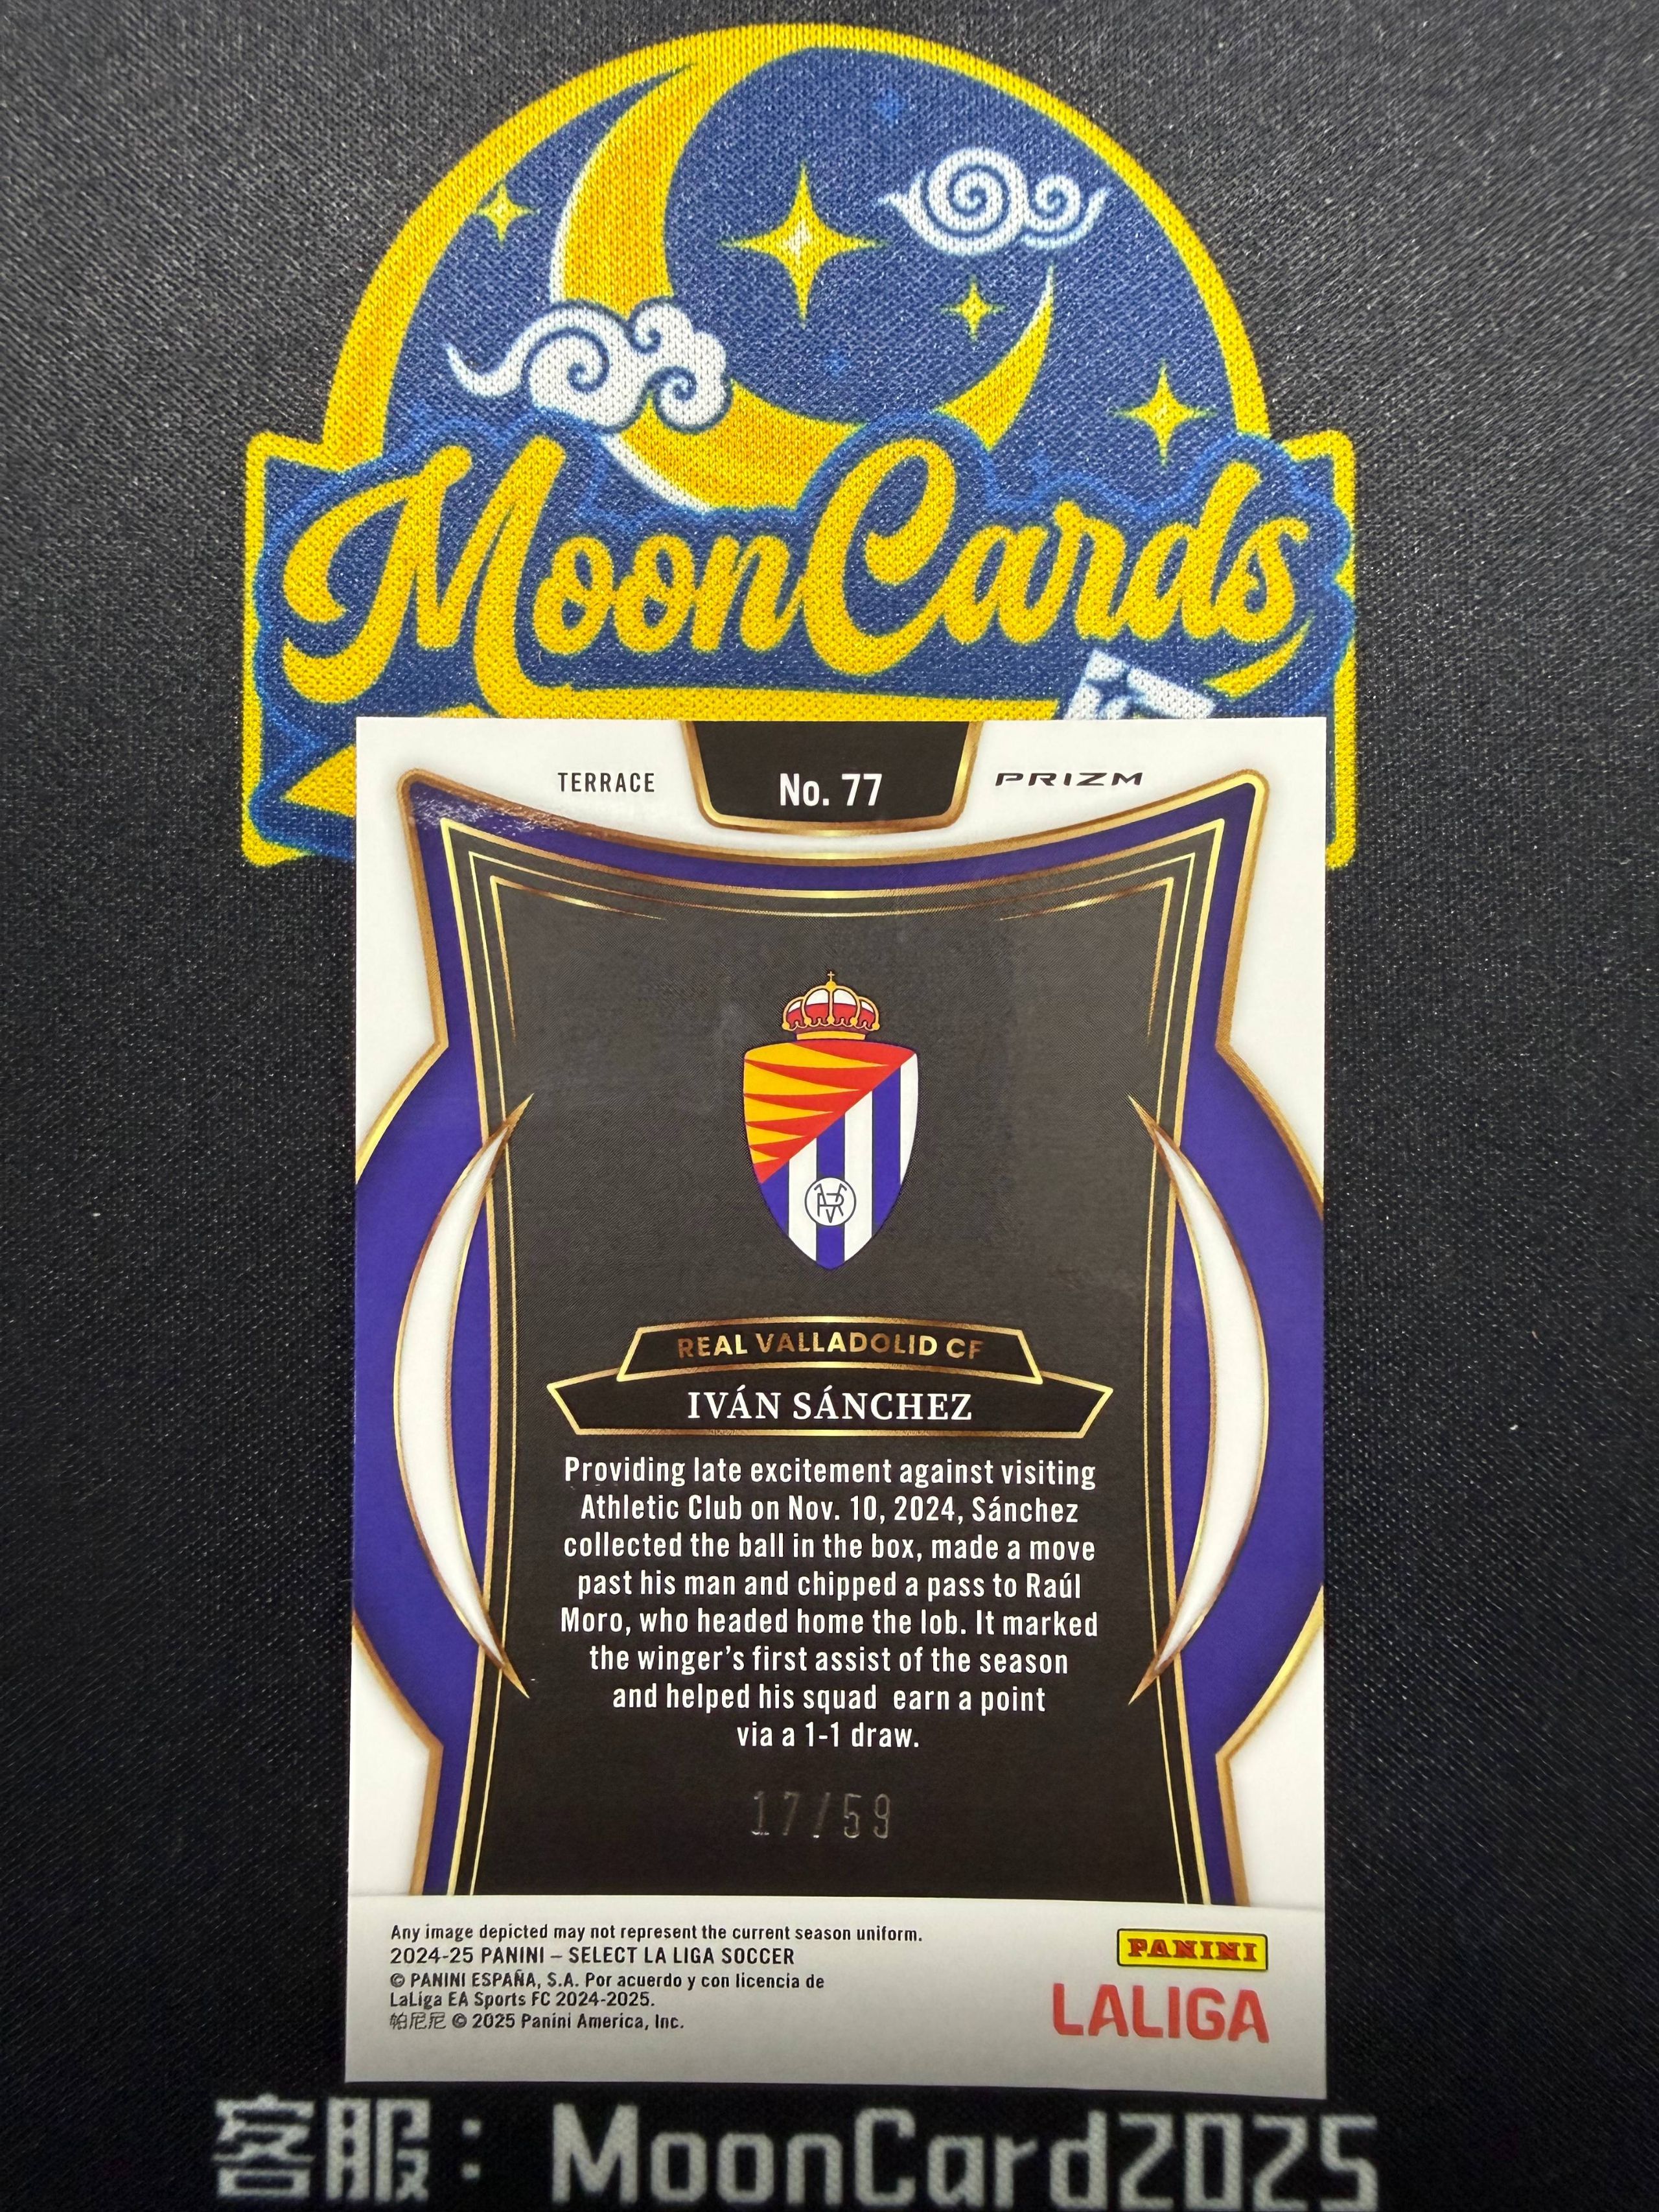 MoonCards
TERRACE
No. 77
PRIZM
REAL VALLADOLID CF
IVÁN SÁNCHEZ
Providing late excitement against visiting
Athletic Club on Nov. 10, 2024, Sánchez
collected the ball in the box, made a move
past his man and chipped a pass to Raúl
Moro, who headed home the lob. It marked
the winger's first assist of the season
and helped his squad earn a point
via a 1-1 draw.
17/59
Any image depicted may not represent the current season uniform.
2024-25 PANINI – SELECT LA LIGA SOCCER
© PANINI ESPAÑA, S.A. Por acuerdo y con licencia de
LaLiga EA Sports FC 2024-2025.
帕尼尼 © 2025 Panini America, Inc.
PANINI
LALIGA
客服：MoonCard2025